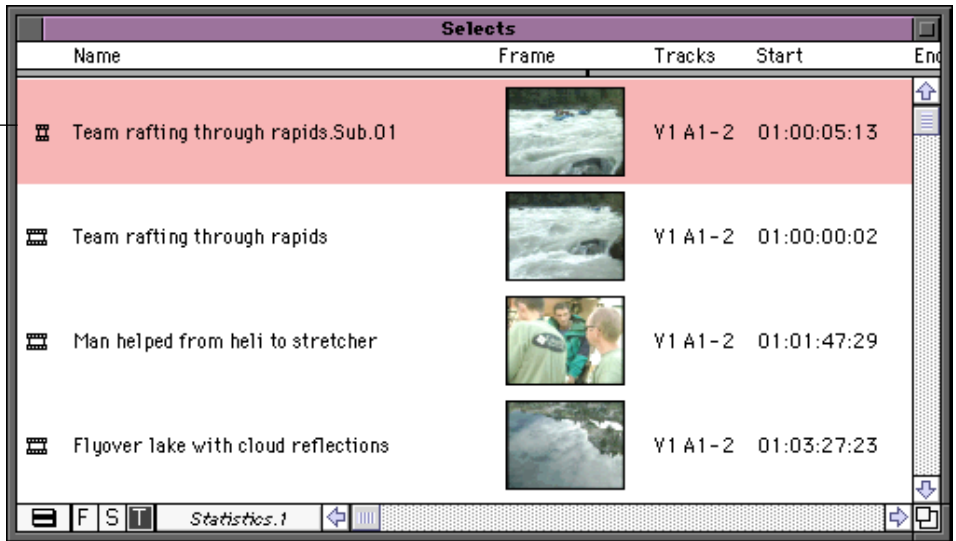 Selects
Name Frame Tracks Start End
Team rafting through rapids.Sub.01 V1 A1-2 01:00:05:13
Team rafting through rapids V1 A1-2 01:00:00:02
Man helped from heli to stretcher V1 A1-2 01:01:47:29
Flyover lake with cloud reflections V1 A1-2 01:03:27:23
F S T Statistics.1